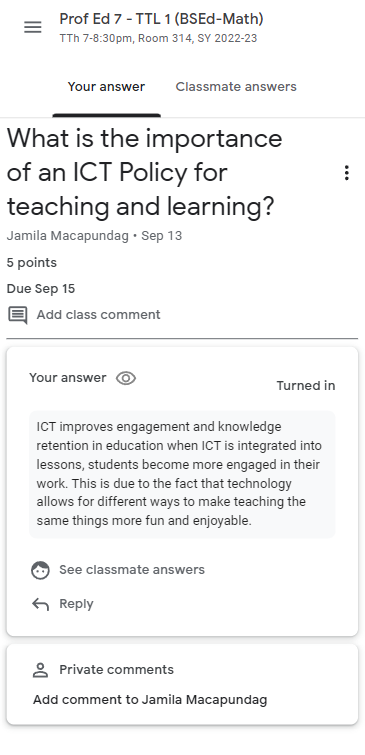 Prof Ed 7 - TTL 1 (BSEd-Math)
TTh 7-8:30pm, Room 314, SY 2022-23
Your answer
Classmate answers
What is the importance
of an ICT Policy for
teaching and learning?
Jamila Macapundag • Sep 13
5 points
Due Sep 15
Add class comment
Your answer
Turned in
ICT improves engagement and knowledge
retention in education when ICT is integrated into
lessons, students become more engaged in their
work. This is due to the fact that technology
allows for different ways to make teaching the
same things more fun and enjoyable.
See classmate answers
Reply
Private comments
Add comment to Jamila Macapundag